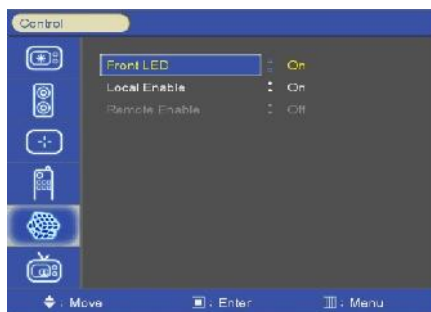 Control
Front LED : On
Local Enable : On
Remote Enable : Off
: Move : Enter : Menu